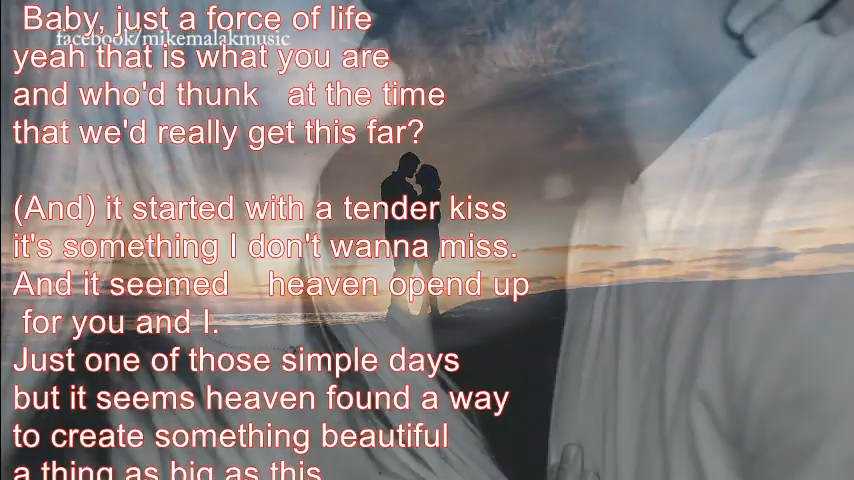 Baby, just a force of life
facebook/mikemalakmusic
yeah that is what you are
and who'd thunk at the time
that we'd really get this far?
(And) it started with a tender kiss
it's something I don't wanna miss.
And it seemed heaven opend up
for you and I.
Just one of those simple days
but it seems heaven found a way
to create something beautiful
a thing as big as this